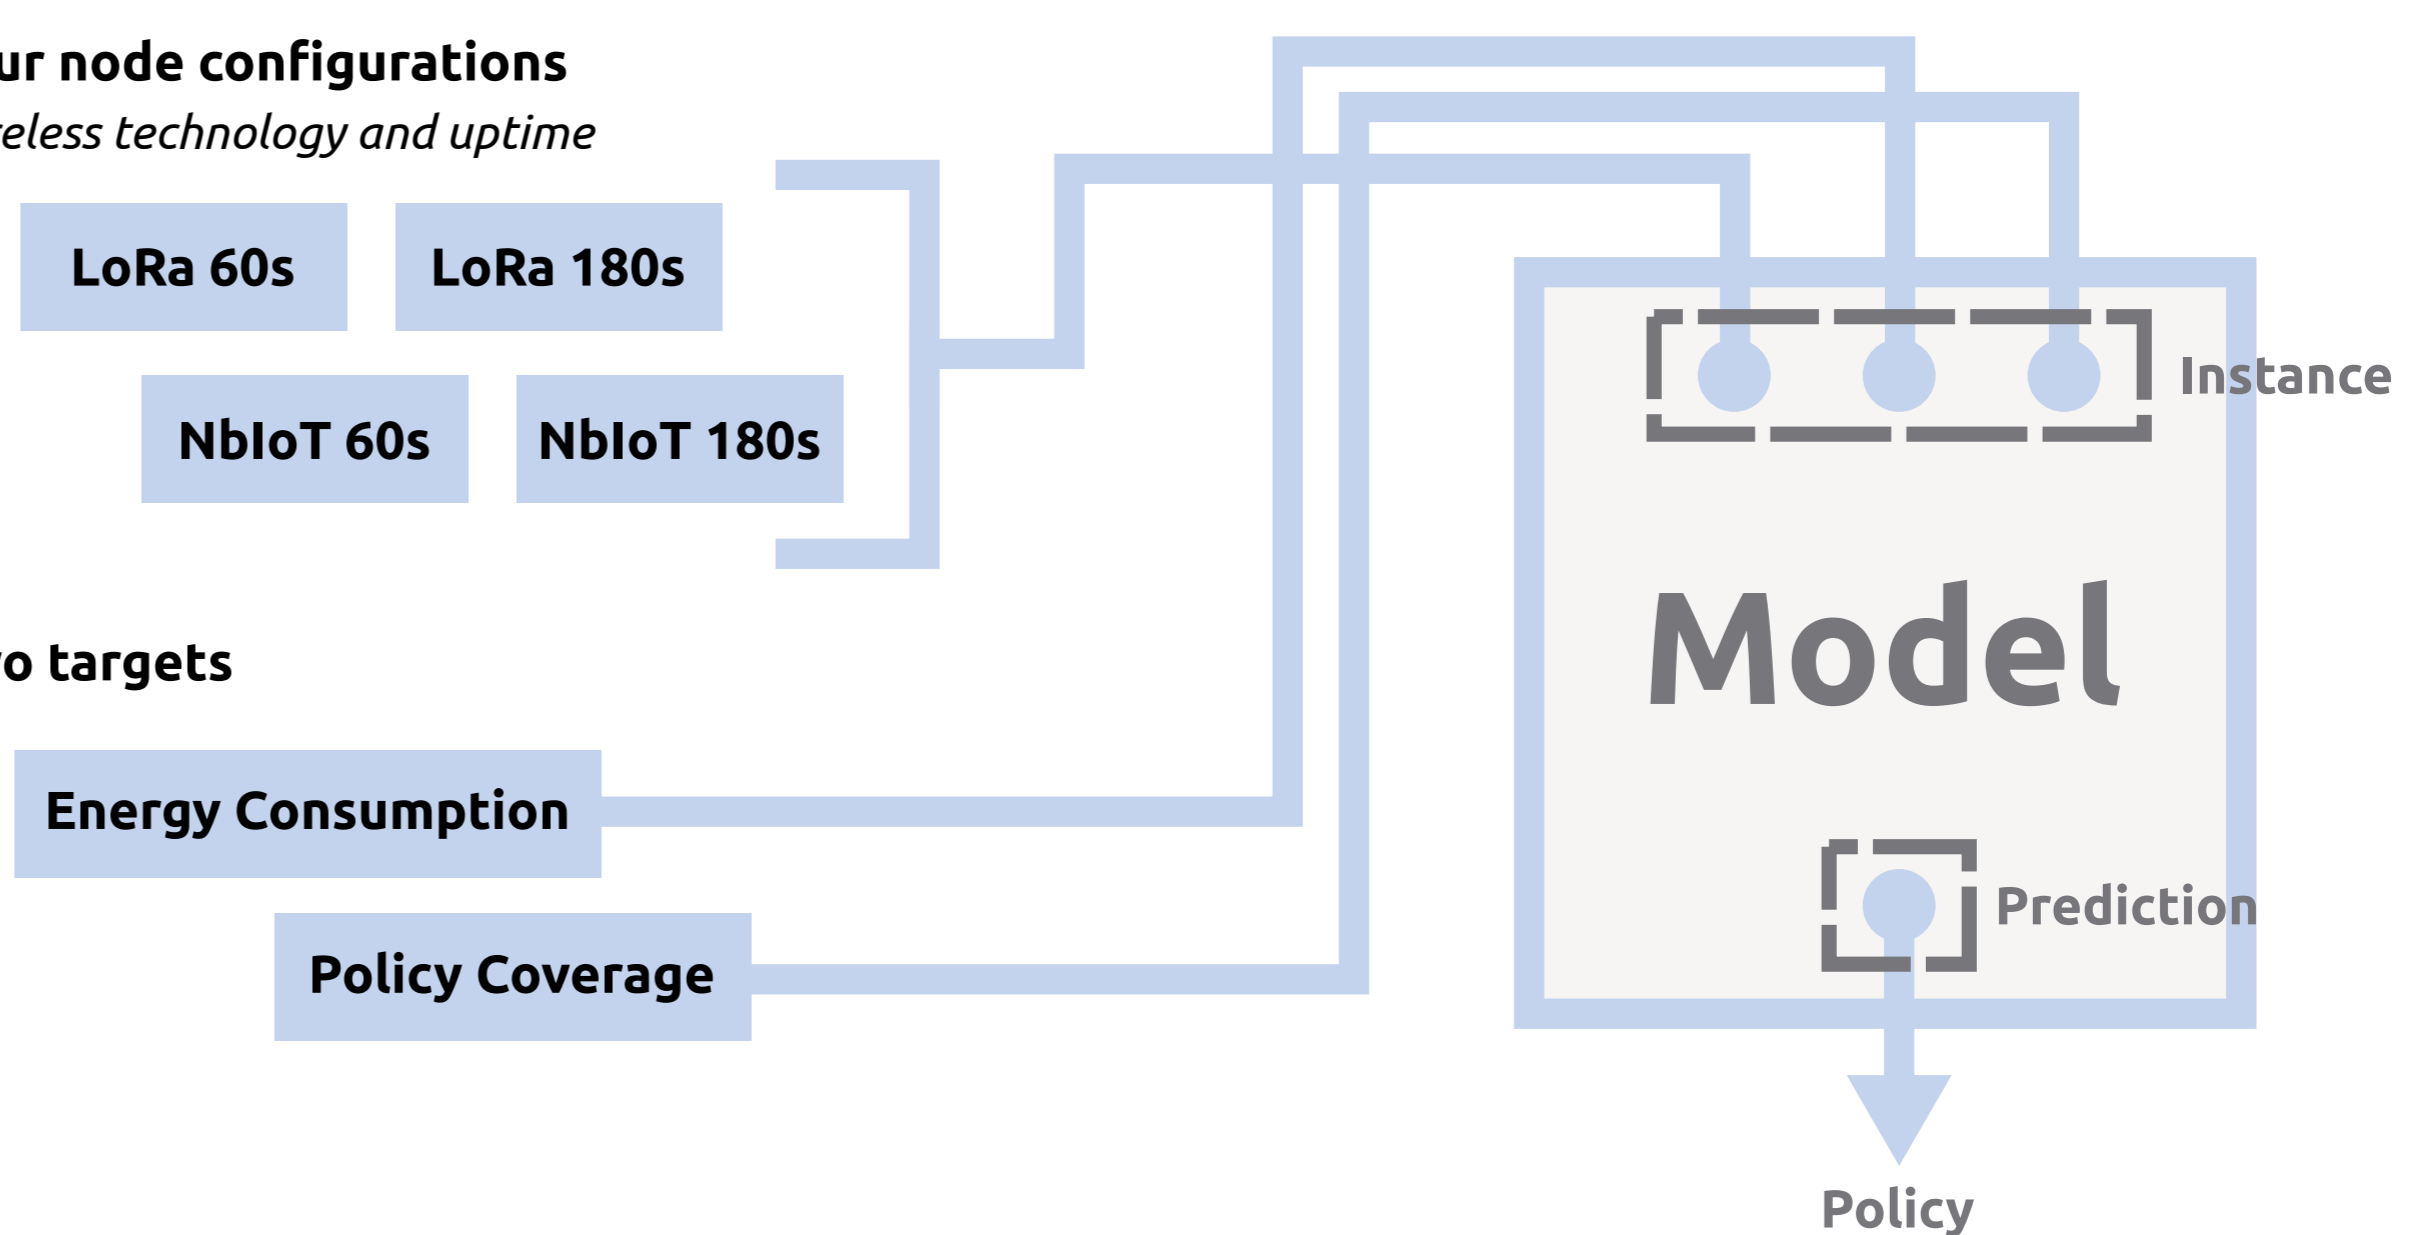 ur node configurations
eless technology and uptime
LoRa 60s
LoRa 180s
NbIoT 60s
NbIoT 180s
o targets
Energy Consumption
Policy Coverage
Instance
Model
Prediction
Policy